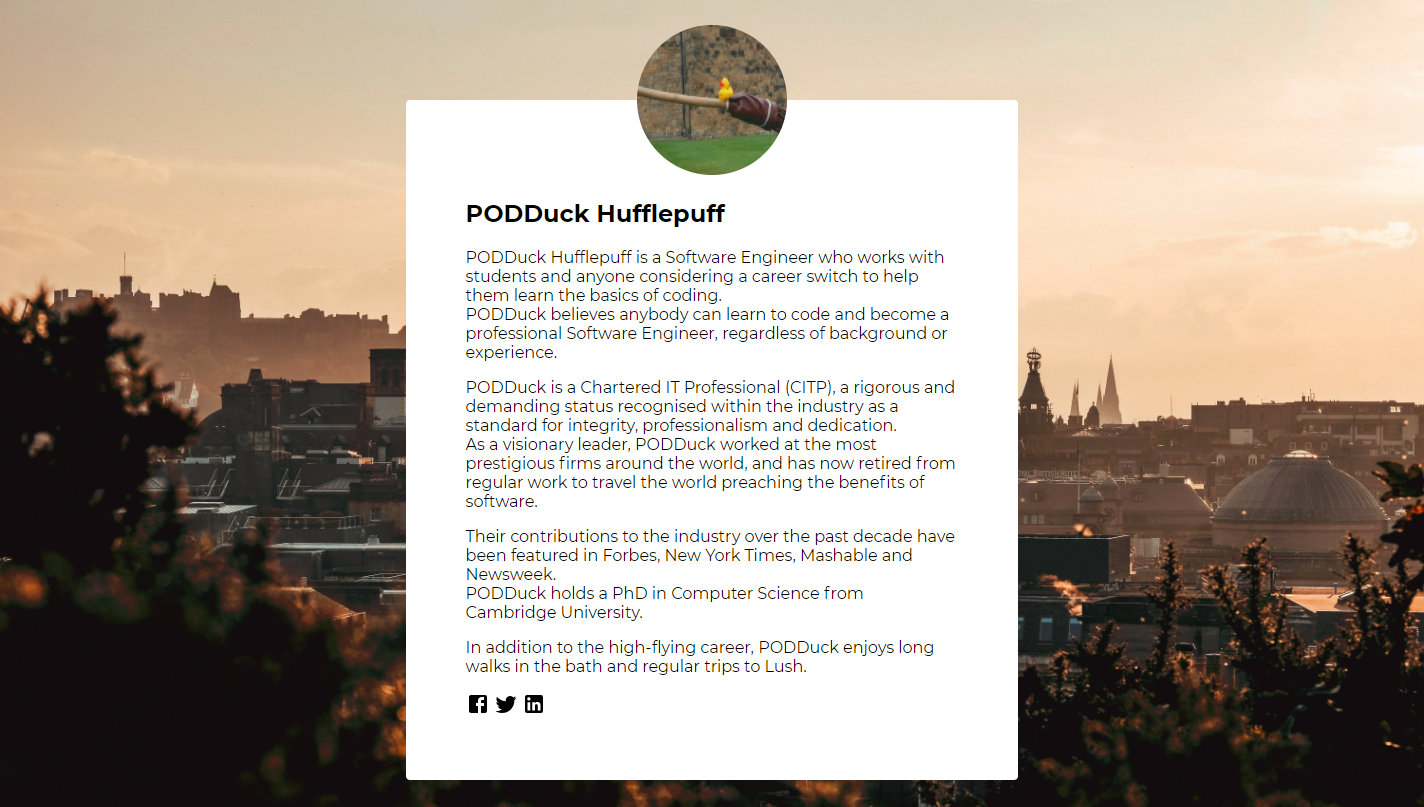 PODDuck Hufflepuff
PODDuck Hufflepuff is a Software Engineer who works with
students and anyone considering a career switch to help
them learn the basics of coding.
PODDuck believes anybody can learn to code and become a
professional Software Engineer, regardless of background or
experience.
PODDuck is a Chartered IT Professional (CITP), a rigorous and
demanding status recognised within the industry as a
standard for integrity, professionalism and dedication.
As a visionary leader, PODDuck worked at the most
prestigious firms around the world, and has now retired from
regular work to travel the world preaching the benefits of
software.
Their contributions to the industry over the past decade have
been featured in Forbes, New York Times, Mashable and
Newsweek.
PODDuck holds a PhD in Computer Science from
Cambridge University.
In addition to the high-flying career, PODDuck enjoys long
walks in the bath and regular trips to Lush.